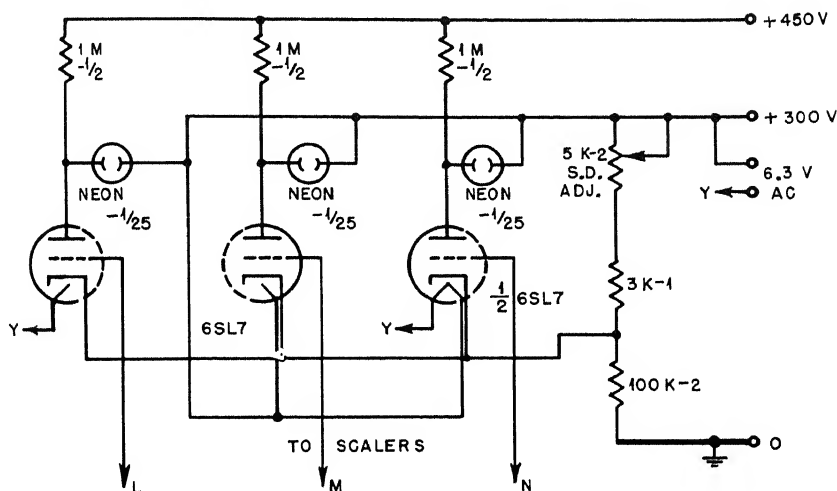 +450 V
1 M
-1/2
1 M
-1/2
1 M
-1/2
+300 V
5 K-2
S.D.
ADJ.
6.3 V
Y
AC
NEON
-1/25
NEON
-1/25
NEON
-1/25
3 K-1
Y
6SL7
Y
1/2 6SL7
100 K-2
TO SCALERS
O
L
M
N